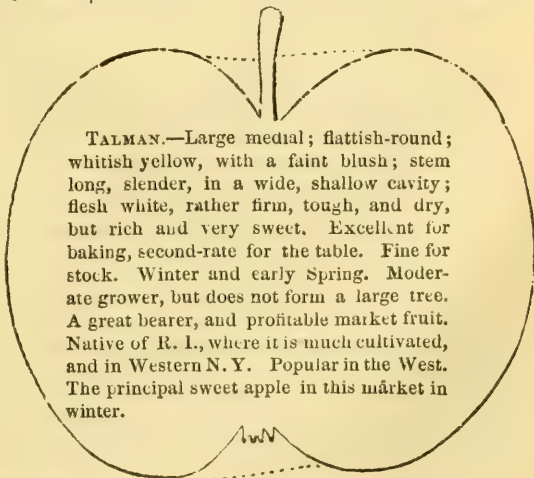 TALMAN.—Large medial; flattish-round;
whitish yellow, with a faint blush; stem
long, slender, in a wide, shallow cavity;
flesh white, rather firm, tough, and dry,
but rich and very sweet. Excellent for
baking, second-rate for the table. Fine for
stock. Winter and early Spring. Moder-
ate grower, but does not form a large tree.
A great bearer, and profitable market fruit.
Native of R. I., where it is much cultivated,
and in Western N. Y. Popular in the West.
The principal sweet apple in this market in
winter.